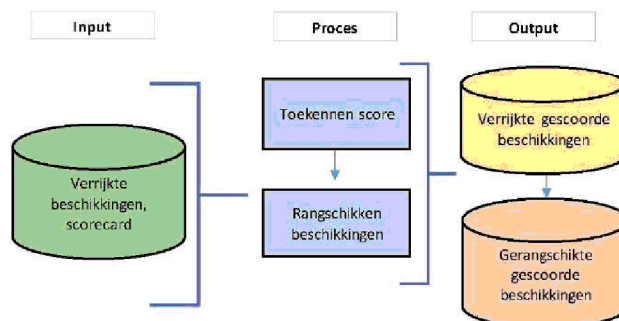 Input
Proces
Output
Verrijkte
beschikkingen,
scorecard
Toekennen score
Rangschikken
beschikkingen
Verrijkte gescoorde
beschikkingen
Gerangschikte
gescoorde
beschikkingen